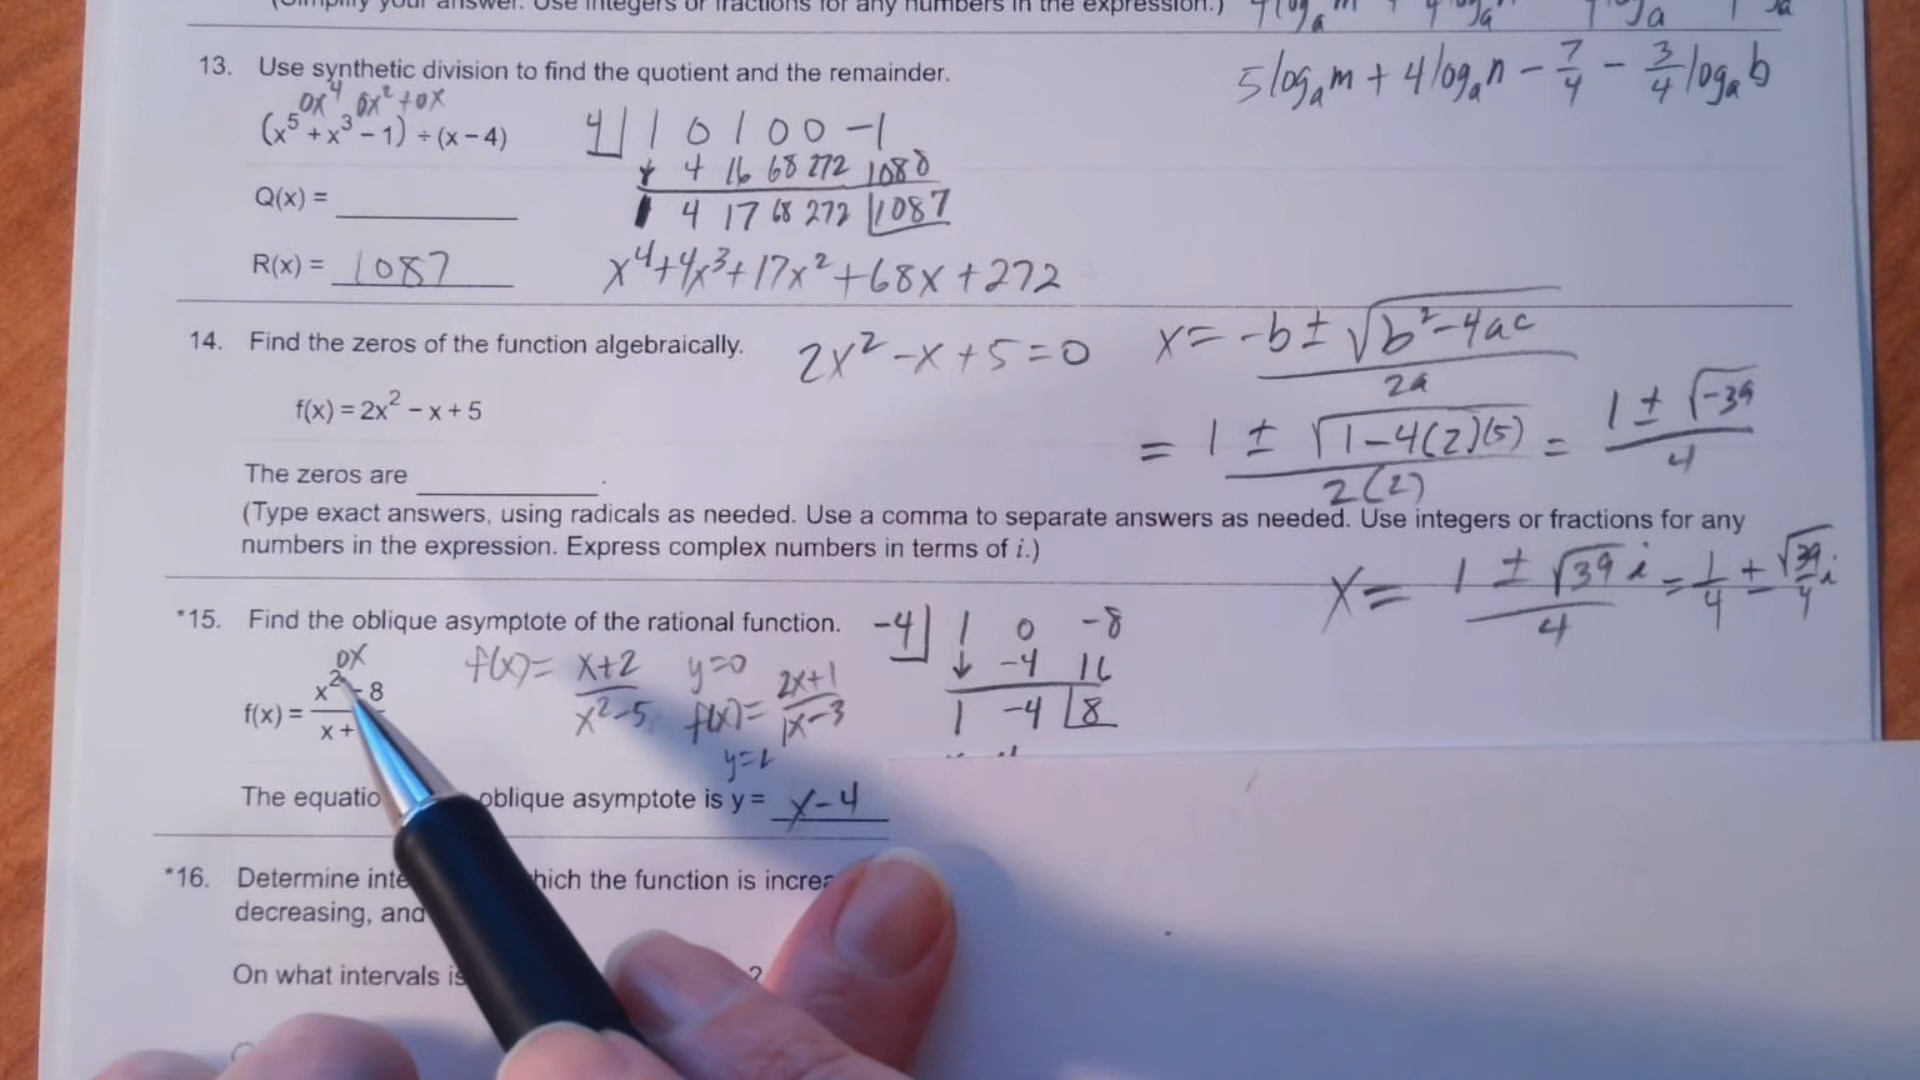 (Simplify your answer. Use integers or fractions for any numbers in the expression.)
5 logₐm + 4 logₐn − 7/4 − 3/4 logₐb
13. Use synthetic division to find the quotient and the remainder.
0x⁴ 0x² + 0x
(x⁵ + x³ − 1) ÷ (x − 4)
4 | 1 0 1 0 0 −1
+ 4 16 68 272 1088
1 4 17 68 272 | 1087
Q(x) =
R(x) = 1087
x⁴+4x³+17x²+68x+272
14. Find the zeros of the function algebraically.
2x² − x + 5 = 0
x = −b ± √(b² − 4ac) / 2a
f(x) = 2x² − x + 5
= 1 ± √(1−4(2)(5)) / 2(2) = 1 ± √−39 / 4
The zeros are ________.
(Type exact answers, using radicals as needed. Use a comma to separate answers as needed. Use integers or fractions for any
numbers in the expression. Express complex numbers in terms of i.)
x = 1 ± √39 i / 4 = 1/4 ± √39/4 i
*15. Find the oblique asymptote of the rational function.
−4 | 1 0 −8
↓ −4 16
1 −4 | 8
0x
f(x) = x² − 8 / x +
f(x) = x+2 / x²−5 y=0
f(x) = 2x+1 / 1x−3
The equatio oblique asymptote is y = x−4
*16. Determine inte hich the function is increa
decreasing, and
On what intervals is ?